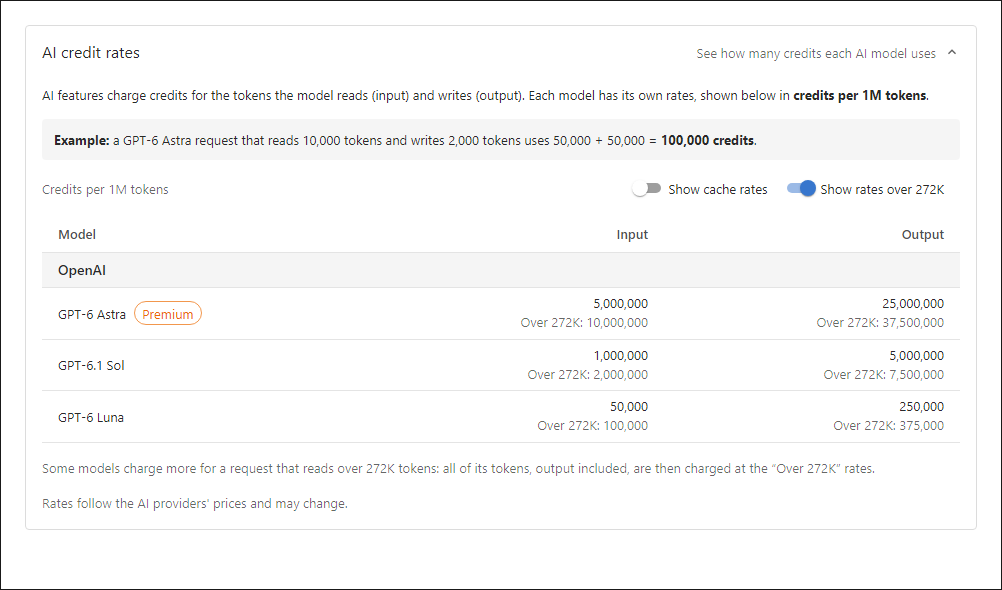 AI credit rates
See how many credits each AI model uses
AI features charge credits for the tokens the model reads (input) and writes (output). Each model has its own rates, shown below in credits per 1M tokens.
Example: a GPT-6 Astra request that reads 10,000 tokens and writes 2,000 tokens uses 50,000 + 50,000 = 100,000 credits.
Credits per 1M tokens
Show cache rates
Show rates over 272K
Model Input Output
OpenAI
GPT-6 Astra Premium
5,000,000 25,000,000
Over 272K: 10,000,000 Over 272K: 37,500,000
GPT-6.1 Sol
1,000,000 5,000,000
Over 272K: 2,000,000 Over 272K: 7,500,000
GPT-6 Luna
50,000 250,000
Over 272K: 100,000 Over 272K: 375,000
Some models charge more for a request that reads over 272K tokens: all of its tokens, output included, are then charged at the “Over 272K” rates.
Rates follow the AI providers' prices and may change.